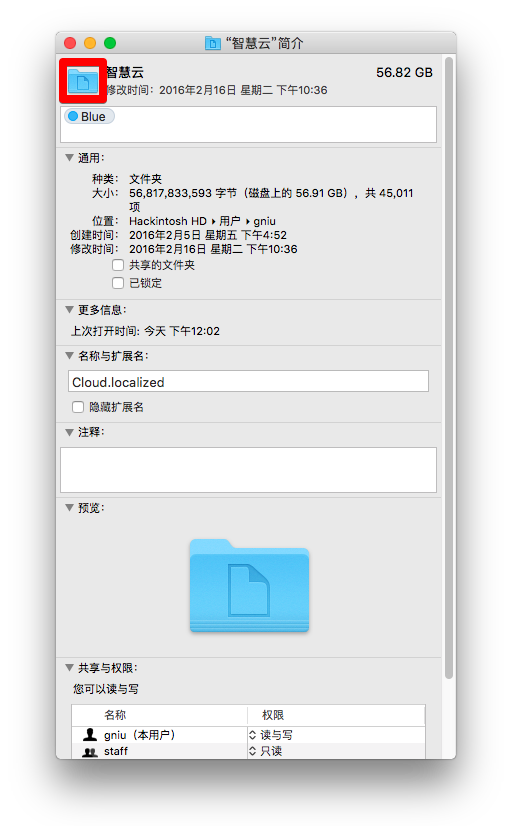 “智慧云”简介
智慧云 56.82 GB
修改时间：2016年2月16日 星期二 下午10:36
Blue
通用：
种类：文件夹
大小：56,817,833,593 字节（磁盘上的 56.91 GB），共 45,011
项
位置：Hackintosh HD ▸ 用户 ▸ gniu
创建时间：2016年2月5日 星期五 下午4:52
修改时间：2016年2月16日 星期二 下午10:36
共享的文件夹
已锁定
更多信息：
上次打开时间: 今天 下午12:02
名称与扩展名：
Cloud.localized
隐藏扩展名
注释：
预览：
共享与权限：
您可以读与写
名称 权限
gniu（本用户） 读与写
staff 只读